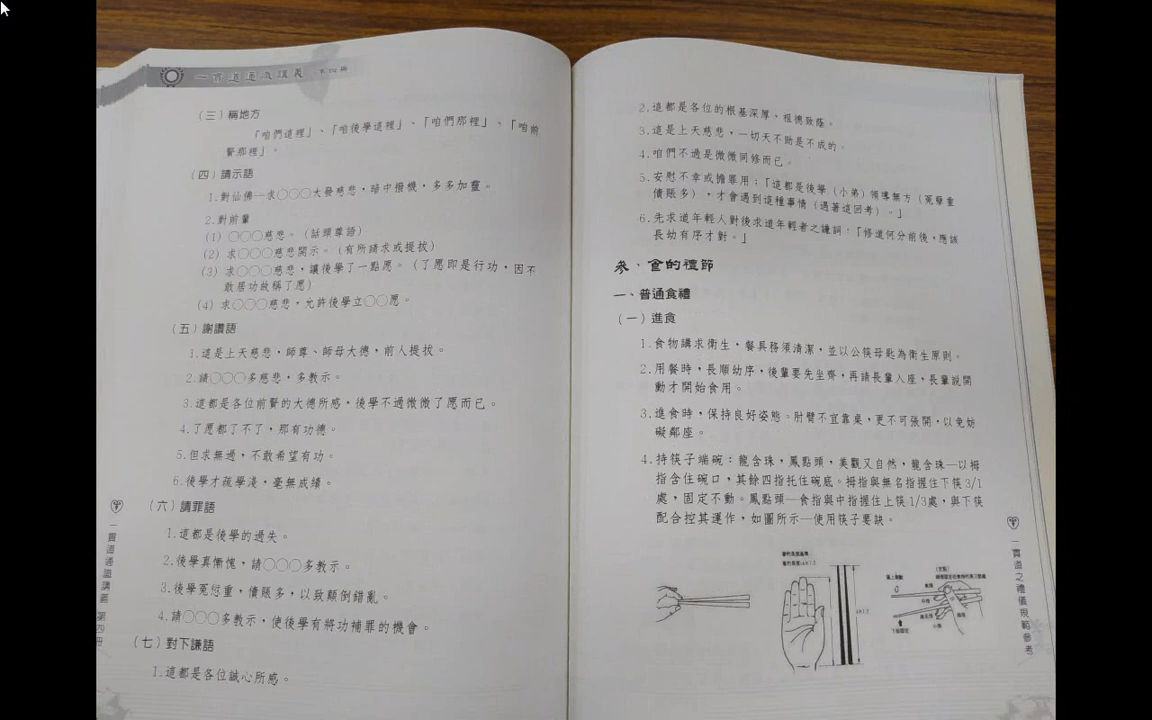 一貫道通識講義 第四冊
（三）稱地方
「咱們這裡」、「咱後學這裡」、「咱們那裡」、「咱前
賢那裡」。
（四）請示語
1.對仙佛─求○○○大發慈悲，暗中撥機，多多加靈。
2.對前輩
（1）○○○慈悲。（話頭尊語）
（2）求○○○慈悲開示。（有所請求或提拔）
（3）求○○○慈悲，讓後學了一點愿。（了愿即是行功，因不
敢居功故稱了愿）
（4）求○○○慈悲，允許後學立○○愿。
（五）謝讚語
1.這是上天慈悲，師尊、師母大德，前人提拔。
2.請○○○多慈悲，多教示。
3.這都是各位前賢的大德所感，後學不過微微了愿而已。
4.了愿都了不了，那有功德。
5.但求無過，不敢希望有功。
6.後學才疏學淺，毫無成績。
（六）請罪語
1.這都是後學的過失。
2.後學真慚愧，請○○○多教示。
3.後學冤愆重，債賬多，以致顛倒錯亂。
4.請○○○多教示，使後學有將功補罪的機會。
（七）對下謙語
1.這都是各位誠心所感。
一貫道通識講義 第四冊
2.這都是各位的根基深厚、祖德致蔭。
3.這是上天慈悲，一切天不助是不成的。
4.咱們不過是微微同修而已。
5.安慰不幸或擔罪用：「這都是後學（小弟）領導無方（冤孽重
債賬多），才會遇到這種事情（遇著這回考）。」
6.先求道年輕人對後求道年輕者之謙詞：「修道何分前後，應該
長幼有序才對。」
參、食的禮節
一、普通食禮
（一）進食
1.食物講求衛生，餐具務須清潔，並以公筷母匙為衛生原則。
2.用餐時，長順幼序，後輩要先坐齊，再請長輩入座，長輩說開
動才開始食用。
3.進食時，保持良好姿態。肘臂不宜靠桌，更不可張開，以免妨
礙鄰座。
4.持筷子端碗：龍含珠，鳳點頭，美觀又自然，龍含珠─以拇
指含住碗口，其餘四指托住碗底。拇指與無名指握住下筷3/1
處，固定不動。鳳點頭─食指與中指握住上筷1/3處，與下筷
配合控其運作，如圖所示─使用筷子要訣。
一貫道之禮儀規範參考